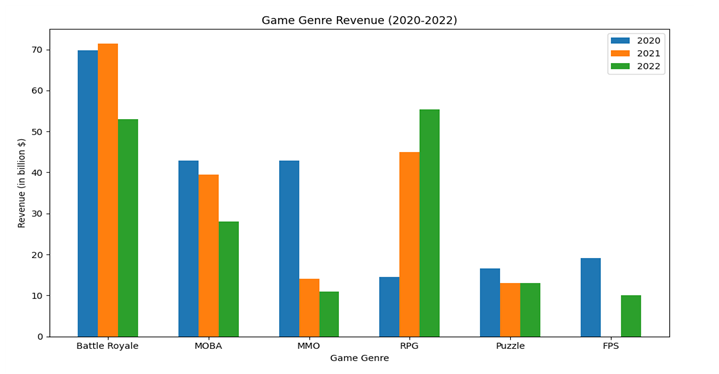 Game Genre Revenue (2020-2022)
2020
2021
2022
Revenue (in billion $)
70
60
50
40
30
20
10
0
Battle Royale MOBA MMO RPG Puzzle FPS
Game Genre